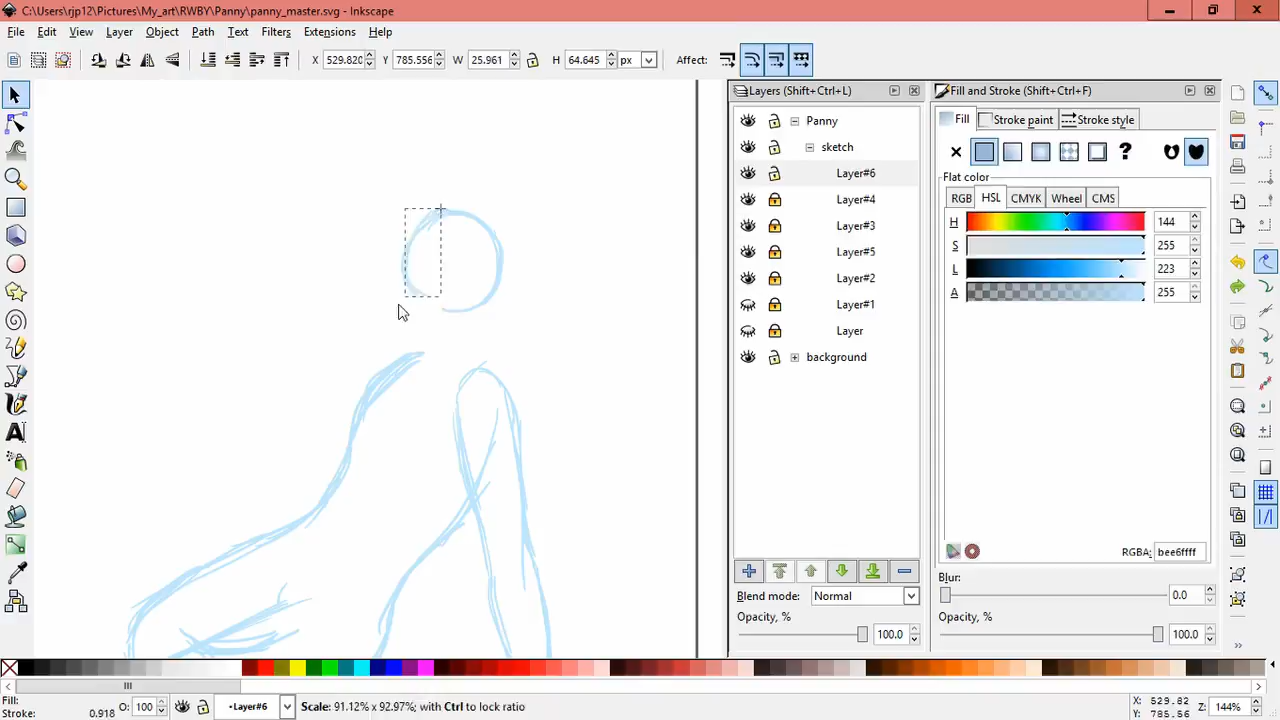 C:\Users\rjp12\Pictures\My_art\RWBY\Panny\panny_master.svg - Inkscape
File Edit View Layer Object Path Filters Text Extensions Help
X 529.820 Y 785.556 W 25.961 H 64.645 px Affect:
Layers (Shift+Ctrl+L)
Panny
sketch
Layer#6
Layer#4
Layer#3
Layer#5
Layer#2
Layer#1
Layer
background
Blend mode: Normal
Opacity, % 100.0
Fill and Stroke (Shift+Ctrl+F)
Fill Stroke paint Stroke style
Flat color
RGB HSL CMYK Wheel CMS
H 144
S 255
L 223
A 255
RGBA: bee6ffff
Blur:
0.0
Opacity, %
100.0
Fill:
Stroke: 0.918 O: 100 •Layer#6 Scale: 91.12% x 92.97%; with Ctrl to lock ratio
X: 529.82
Y: 785.56
Z: 144%